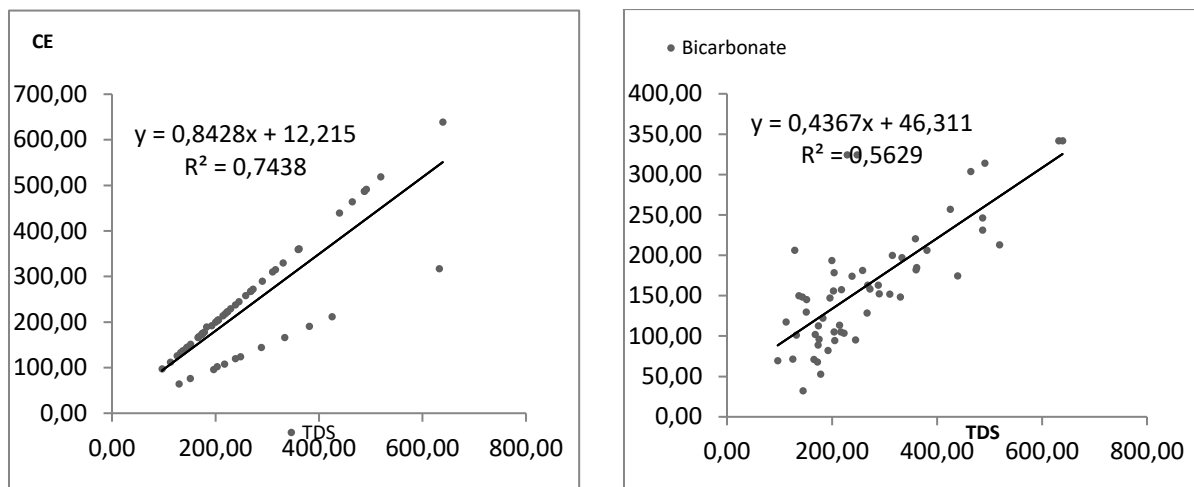 CE
700,00
600,00
500,00
400,00
300,00
200,00
100,00
0,00
y = 0,8428x + 12,215
R² = 0,7438
TDS
0,00 200,00 400,00 600,00 800,00
Bicarbonate
400,00
350,00
300,00
250,00
200,00
150,00
100,00
50,00
0,00
y = 0,4367x + 46,311
R² = 0,5629
TDS
0,00 200,00 400,00 600,00 800,00